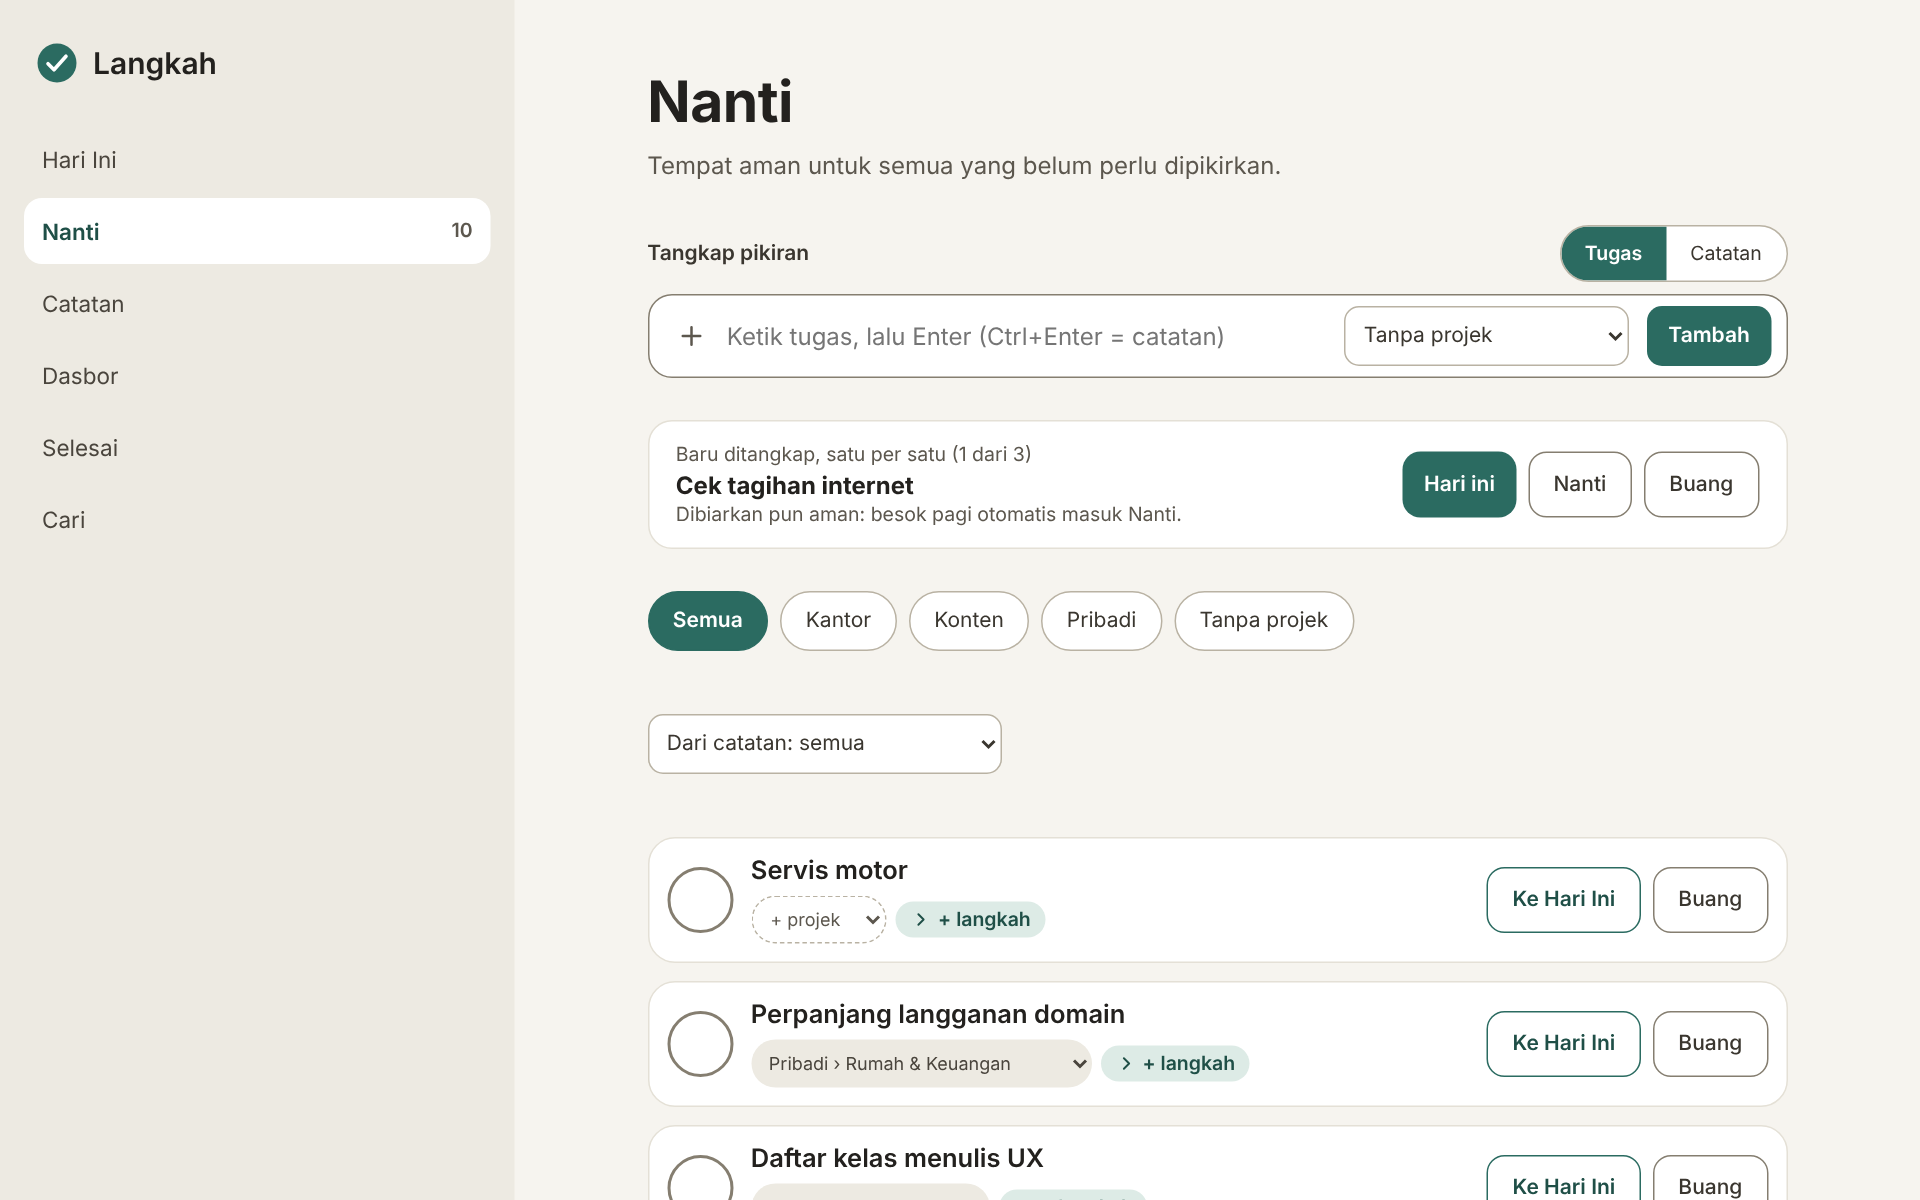 Langkah
Hari Ini
Nanti 10
Catatan
Dasbor
Selesai
Cari
Nanti
Tempat aman untuk semua yang belum perlu dipikirkan.
Tangkap pikiran
Tugas Catatan
+ Ketik tugas, lalu Enter (Ctrl+Enter = catatan) Tanpa projek Tambah
Baru ditangkap, satu per satu (1 dari 3)
Cek tagihan internet
Dibiarkan pun aman: besok pagi otomatis masuk Nanti.
Hari ini Nanti Buang
Semua Kantor Konten Pribadi Tanpa projek
Dari catatan: semua
Servis motor
+ projek > + langkah
Ke Hari Ini Buang
Perpanjang langganan domain
Pribadi › Rumah & Keuangan > + langkah
Ke Hari Ini Buang
Daftar kelas menulis UX
Ke Hari Ini Buang